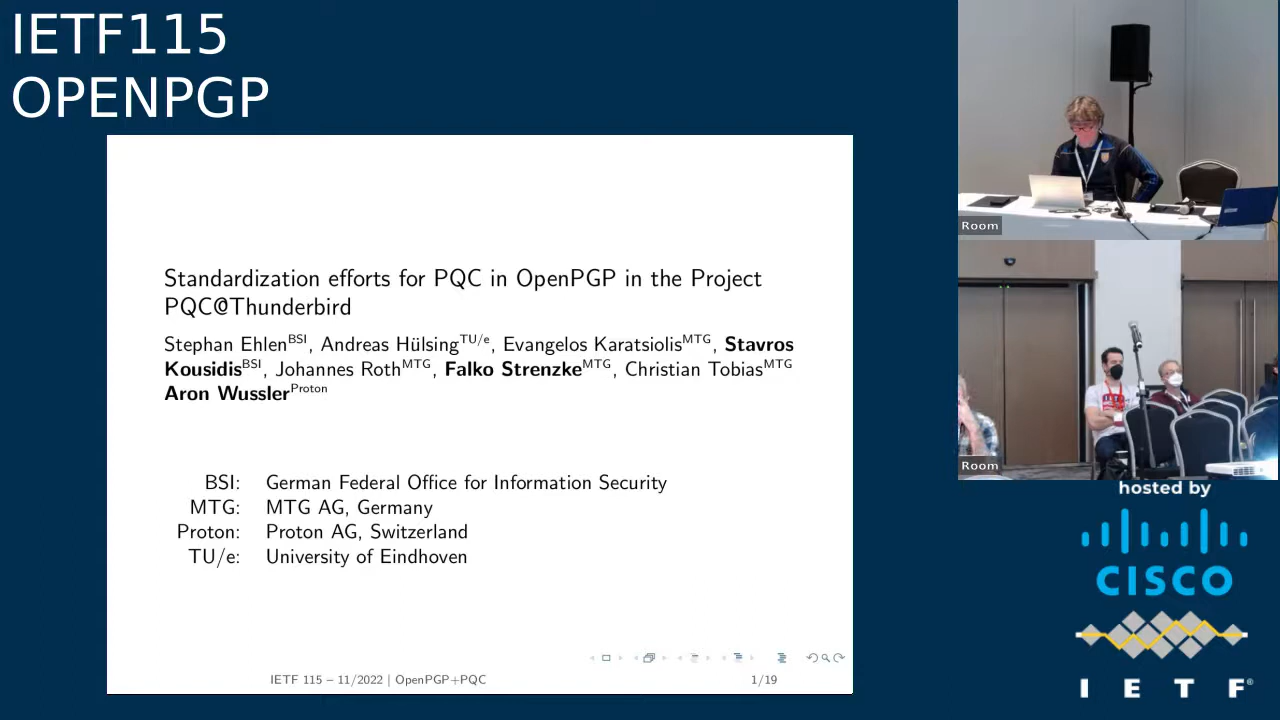 IETF115
OPENPGP
Standardization efforts for PQC in OpenPGP in the Project
PQC@Thunderbird
Stephan Ehlen^BSI, Andreas Hülsing^TU/e, Evangelos Karatsiolis^MTG, Stavros
Kousidis^BSI, Johannes Roth^MTG, Falko Strenzke^MTG, Christian Tobias^MTG
Aron Wussler^Proton
BSI: German Federal Office for Information Security
MTG: MTG AG, Germany
Proton: Proton AG, Switzerland
TU/e: University of Eindhoven
IETF 115 – 11/2022 | OpenPGP+PQC 1/19
Room
Room
hosted by
CISCO
IETF®